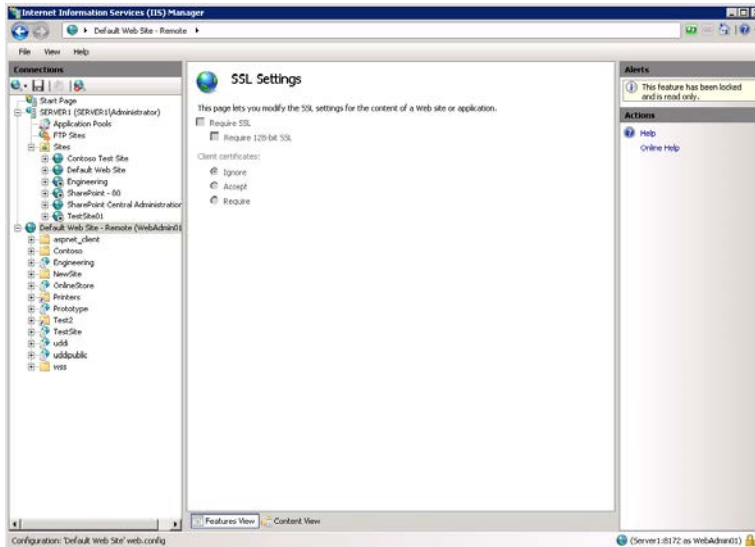 Internet Information Services (IIS) Manager
Default Web Site - Remote
File View Help
Connections
Start Page
SERVER1 (SERVER1\Administrator)
Application Pools
FTP Sites
Sites
Contoso Test Site
Default Web Site
Engineering
SharePoint - 80
SharePoint Central Administration
TestSite01
Default Web Site - Remote (WebAdmin01
aspnet_client
Contoso
Engineering
NewSite
OnlineStore
Printers
Prototype
Test2
TestSite
uddi
uddipublic
wss
SSL Settings
This page lets you modify the SSL settings for the content of a Web site or application.
Require SSL
Require 128-bit SSL
Client certificates:
Ignore
Accept
Require
Features View Content View
Alerts
This feature has been locked
and is read only.
Actions
Help
Online Help
Configuration: 'Default Web Site' web.config
(Server1:8172 as WebAdmin01)